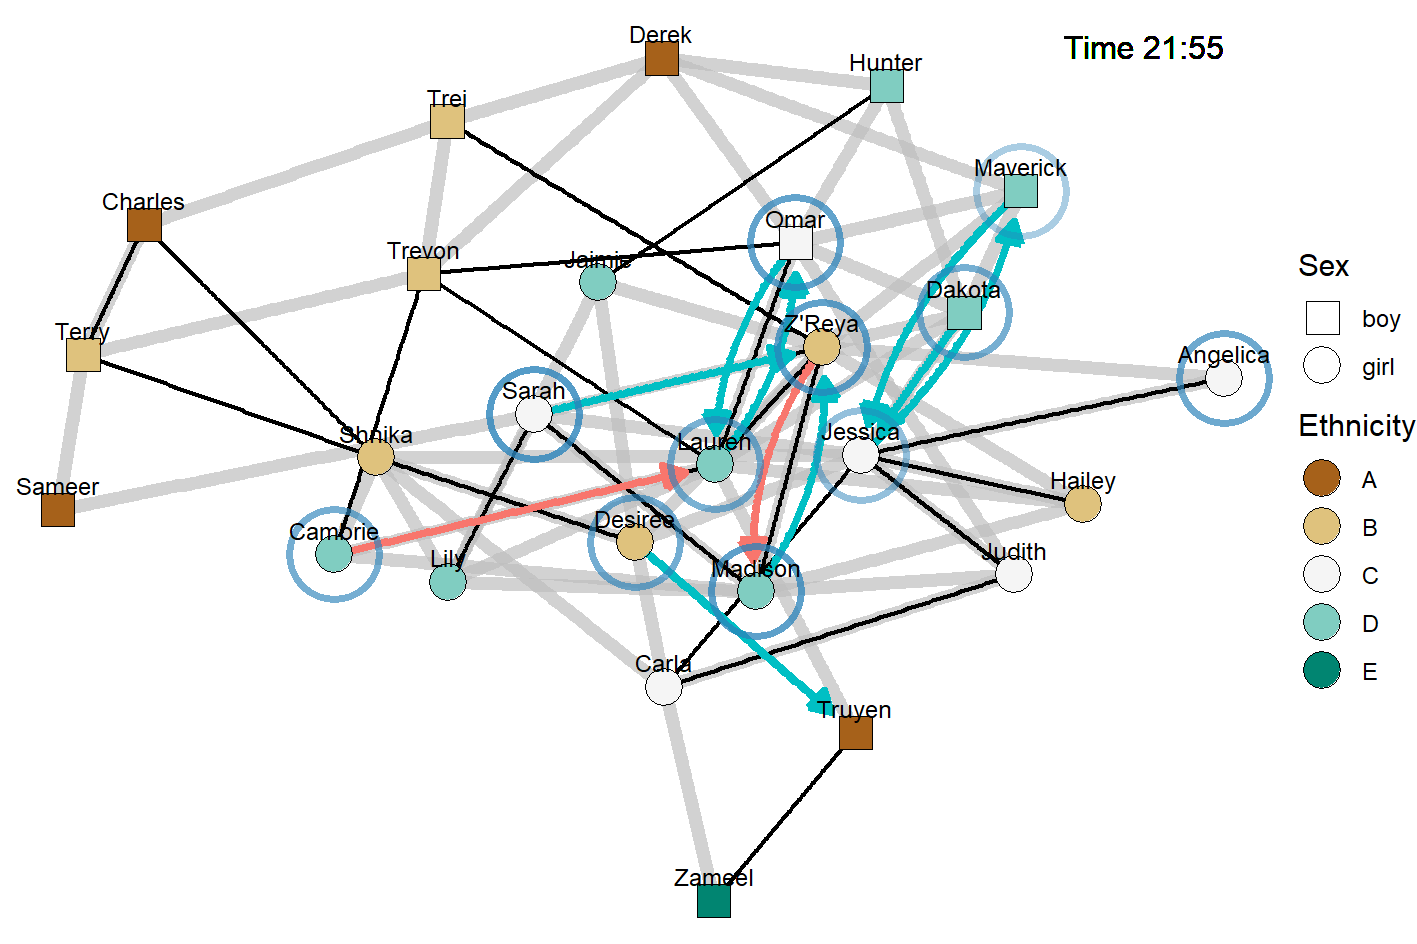 Derek
Time 21:55
Hunter
Trei
Maverick
Charles
Omar
Trevon
Jaimie
Dakota
Sex
boy
girl
Terry
Z'Reya
Angelica
Sarah
Shnika
Lauren
Jessica
Ethnicity
A
B
C
D
E
Sameer
Hailey
Cambrie
Desiree
Lily
Madison
Judith
Carla
Truyen
Zameel